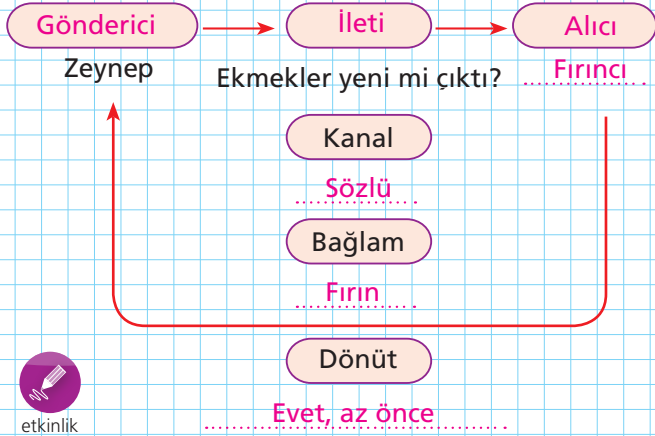 Gönderici İleti Alıcı
Zeynep Ekmekler yeni mi çıktı? Fırıncı
Kanal
Sözlü
Bağlam
Fırın
Dönüt
Evet, az önce
etkinlik